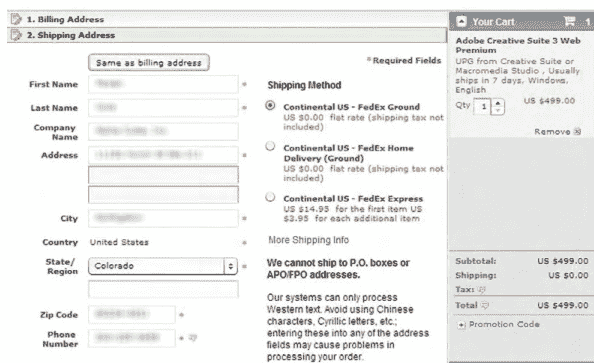 1. Billing Address
2. Shipping Address
Same as billing address
*Required Fields
First Name *
Last Name *
Company Name
Address *
City *
Country United States *
State/Region Colorado *
Zip Code *
Phone Number *
Shipping Method
Continental US - FedEx Ground
US $0.00 flat rate (shipping tax not
included)
Continental US - FedEx Home
Delivery (Ground)
US $0.00 flat rate (shipping tax not
included)
Continental US - FedEx Express
US $14.95 for the first item US
$3.95 for each additional item
More Shipping Info
We cannot ship to P.O. boxes or
APO/FPO addresses.
Our systems can only process
Western text. Avoid using Chinese
characters, Cyrillic letters, etc.;
entering these into any of the address
fields may cause problems in
processing your order.
Your Cart 1
Adobe Creative Suite 3 Web
Premium
UPG from Creative Suite or
Macromedia Studio , Usually
ships in 7 days, Windows,
English
Qty 1 US $499.00
Remove
Subtotal: US $499.00
Shipping: US $0.00
Tax:
Total US $499.00
+ Promotion Code